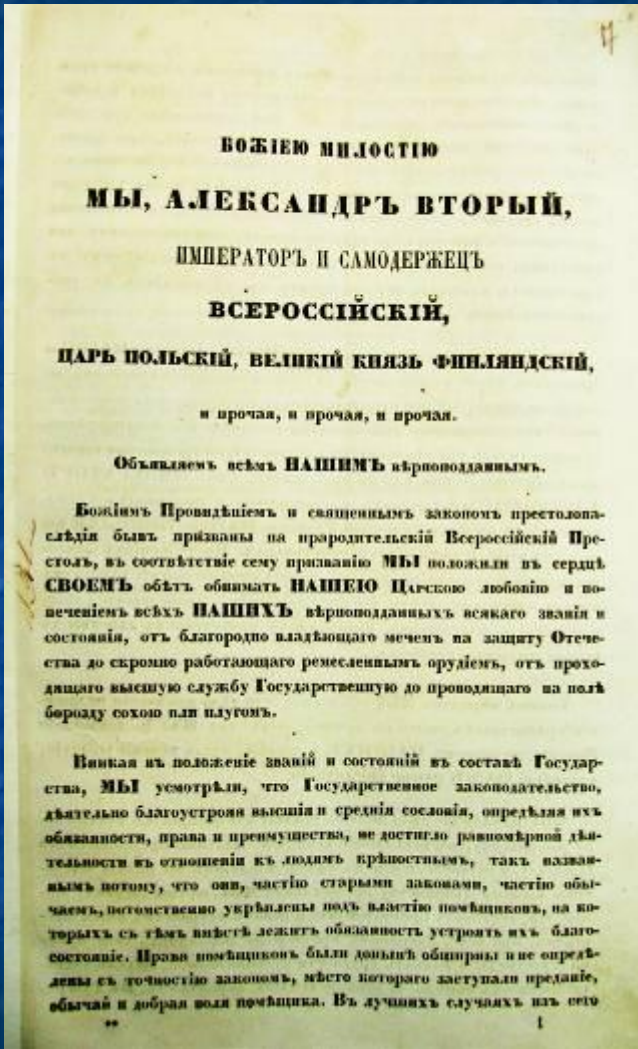 17
БОЖІЕЮ МИЛОСТІЮ
МЫ, АЛЕКСАНДРЪ ВТОРЫЙ,
ИМПЕРАТОРЪ И САМОДЕРЖЕЦЪ
ВСЕРОССІЙСКІЙ,
ЦАРЬ ПОЛЬСКІЙ, ВЕЛИКІЙ КНЯЗЬ ФИНЛЯНДСКІЙ,
и прочая, и прочая, и прочая.
Объявляемъ всѣмъ НАШИМЪ вѣрноподданнымъ.
Божіимъ Провидѣніемъ и священнымъ закономъ престолона-
слѣдія бывъ призваны на прародительскій Всероссійскій Пре-
столъ, въ соотвѣтствіе сему призванію МЫ положили въ сердцѣ
СВОЕМЪ обѣтъ обнимать НАШЕЮ Царскою любовію и по-
печеніемъ всѣхъ НАШИХЪ вѣрноподданныхъ всякаго званія и
состоянія, отъ благородно владѣющаго мечемъ на защиту Отече-
ства до скромно работающаго ремесленнымъ орудіемъ, отъ прохо-
дящаго высшую службу Государственную до проводящаго на полѣ
борозду сохою или плугомъ.
Вникая въ положеніе званій и состояній въ составѣ Государ-
ства, МЫ усмотрѣли, что Государственное законодательство,
дѣятельно благоустрояя высшія и среднія сословія, опредѣляя ихъ
обязанности, права и преимущества, не достигло равномѣрной дѣя-
тельности въ отношеніи къ людямъ крѣпостнымъ, такъ назван-
нымъ потому, что они, частію старыми законами, частію обы-
чаемъ, потомственно укрѣплены подъ властію помѣщиковъ, на ко-
торыхъ съ тѣмъ вмѣстѣ лежитъ обязанность устроять ихъ благо-
состояніе. Права помѣщиковъ были донынѣ обширны и не опредѣ-
лены съ точностію закономъ, мѣсто котораго заступали преданіе,
обычай и добрая воля помѣщика. Въ лучшихъ случаяхъ изъ сего
** 1